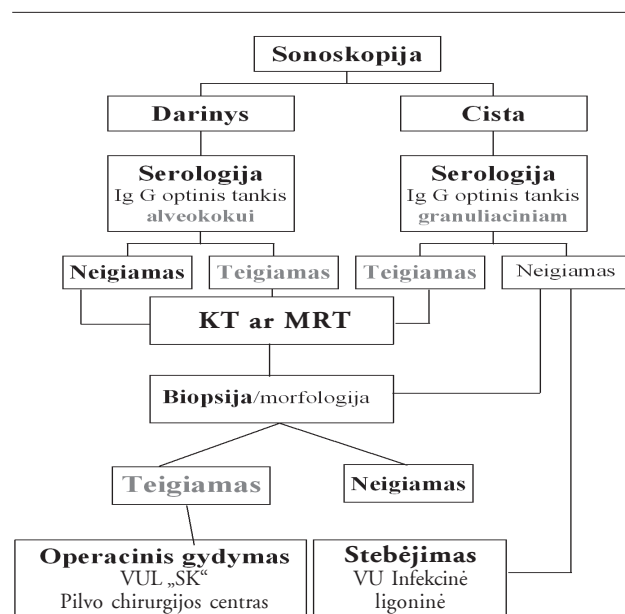 Sonoskopija
Darinys
Cista
Serologija
Ig G optinis tankis
alveokokui
Serologija
Ig G optinis tankis
granuliaciniam
Neigiamas
Teigiamas
Teigiamas
Neigiamas
KT ar MRT
Biopsija/morfologija
Teigiamas
Neigiamas
Operacinis gydymas
VUL „SK“
Pilvo chirurgijos centras
Stebėjimas
VU Infekcinė
ligoninė